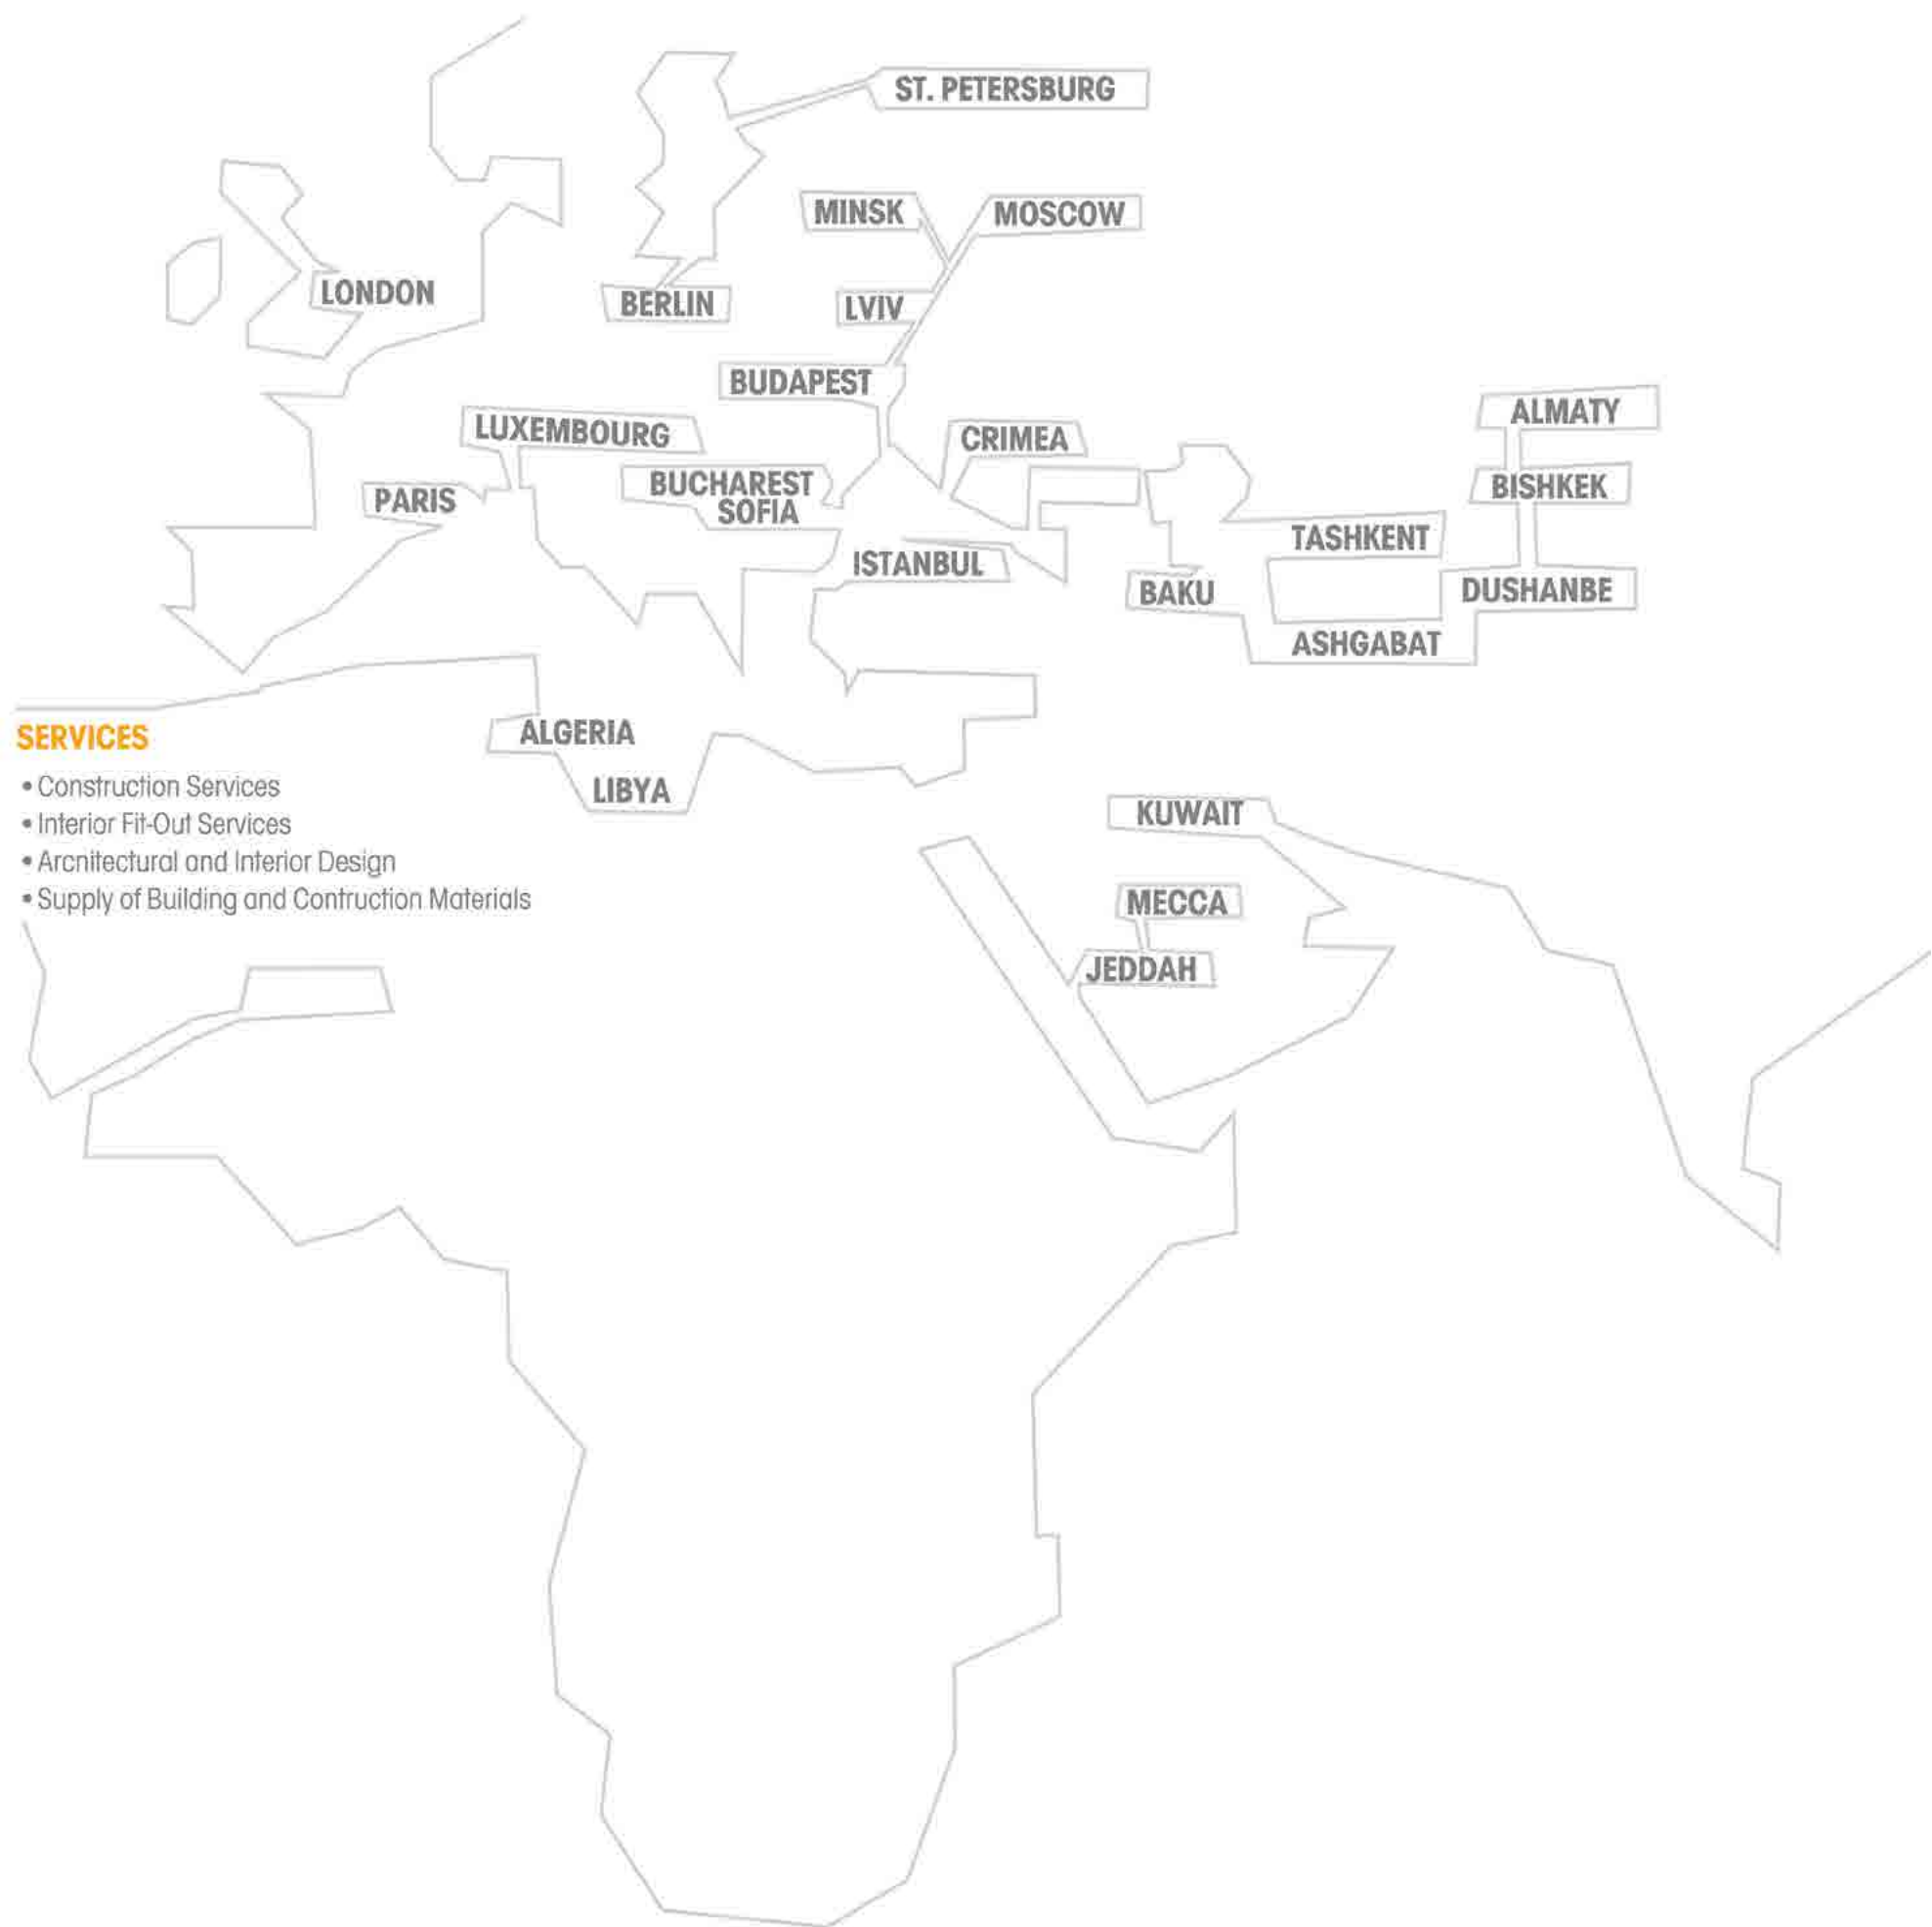 ST. PETERSBURG
MINSK
MOSCOW
LONDON
BERLIN
LVIV
BUDAPEST
ALMATY
LUXEMBOURG
CRIMEA
BUCHAREST
SOFIA
PARIS
BISHKEK
TASHKENT
ISTANBUL
BAKU
DUSHANBE
ASHGABAT
ALGERIA
LIBYA
SERVICES
• Construction Services
• Interior Fit-Out Services
• Arcnitectural and Interior Design
• Supply of Building and Contruction Materials
KUWAIT
MECCA
JEDDAH